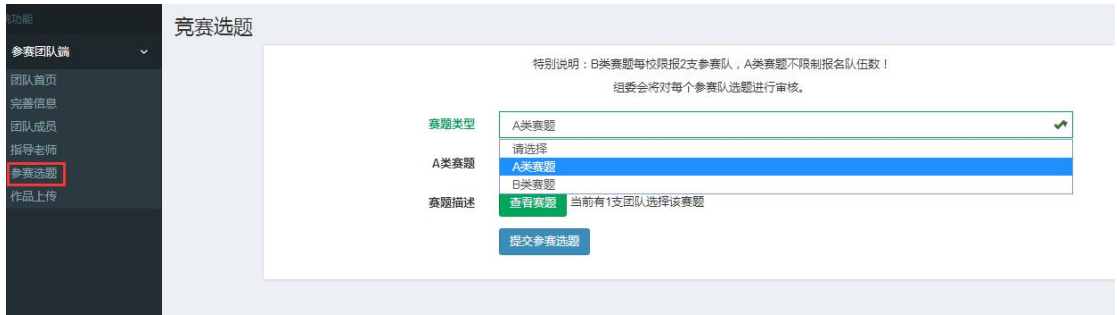 统功能
参赛团队端
团队首页
完善信息
团队成员
指导老师
参赛选题
作品上传
竞赛选题
特别说明：B类赛题每校限报2支参赛队，A类赛题不限制报名队伍数！
组委会将对每个参赛队选题进行审核。
赛题类型
A类赛题
请选择
A类赛题
B类赛题
A类赛题
赛题描述
查看赛题 当前有1支团队选择该赛题
提交参赛选题